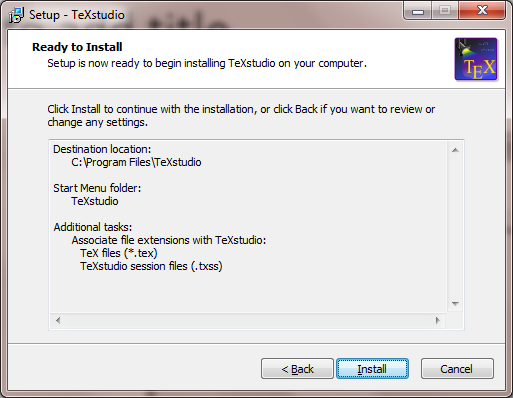 Setup - TeXstudio
Ready to Install
Setup is now ready to begin installing TeXstudio on your computer.
TEX
Click Install to continue with the installation, or click Back if you want to review or
change any settings.
Destination location:
C:\Program Files\TeXstudio
Start Menu folder:
TeXstudio
Additional tasks:
Associate file extensions with TeXstudio:
TeX files (*.tex)
TeXstudio session files (.txss)
< Back
Install
Cancel